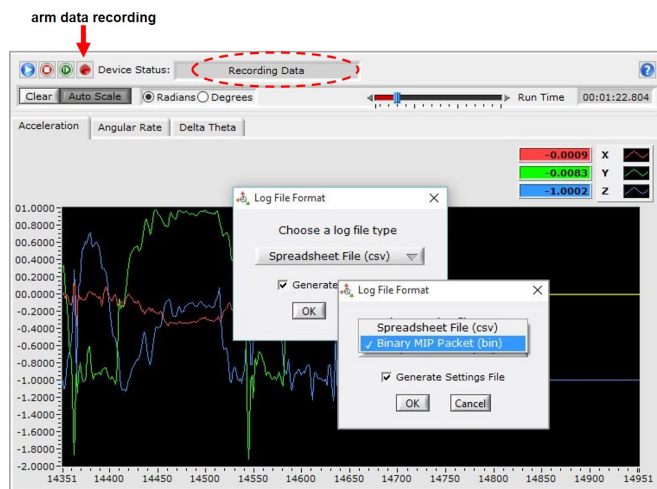 arm data recording
Device Status: Recording Data
Clear Auto Scale Radians Degrees Run Time 00:01:22.804
Acceleration Angular Rate Delta Theta
-0.0009 X
-0.0083 Y
-1.0002 Z
Log File Format
Choose a log file type
Spreadsheet File (csv)
Generate
OK
Log File Format
Spreadsheet File (csv)
Binary MIP Packet (bin)
Generate Settings File
OK Cancel
01.0000
00.8000
00.6000
00.4000
00.2000
00.0000
-0.2000
-0.4000
-0.6000
-0.8000
-1.0000
-1.2000
-1.4000
-1.6000
-1.8000
-2.0000
14351 14400 14450 14500 14550 14600 14650 14700 14750 14800 14850 14900 14951